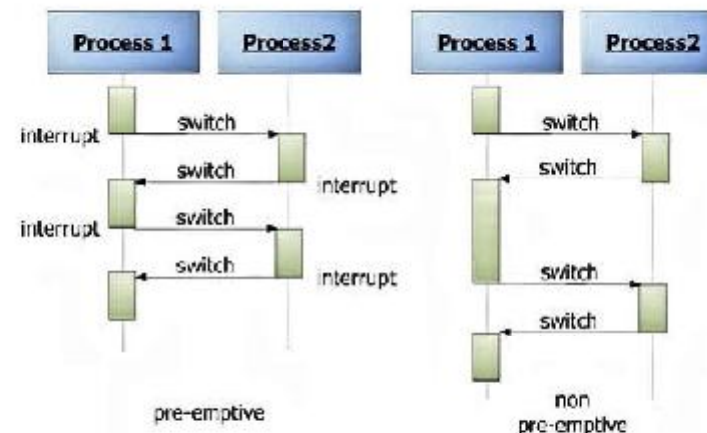 Process 1
Process2
switch
interrupt
switch
interrupt
switch
interrupt
switch
interrupt
pre-emptive
Process 1
Process2
switch
switch
switch
switch
non
pre-emptive